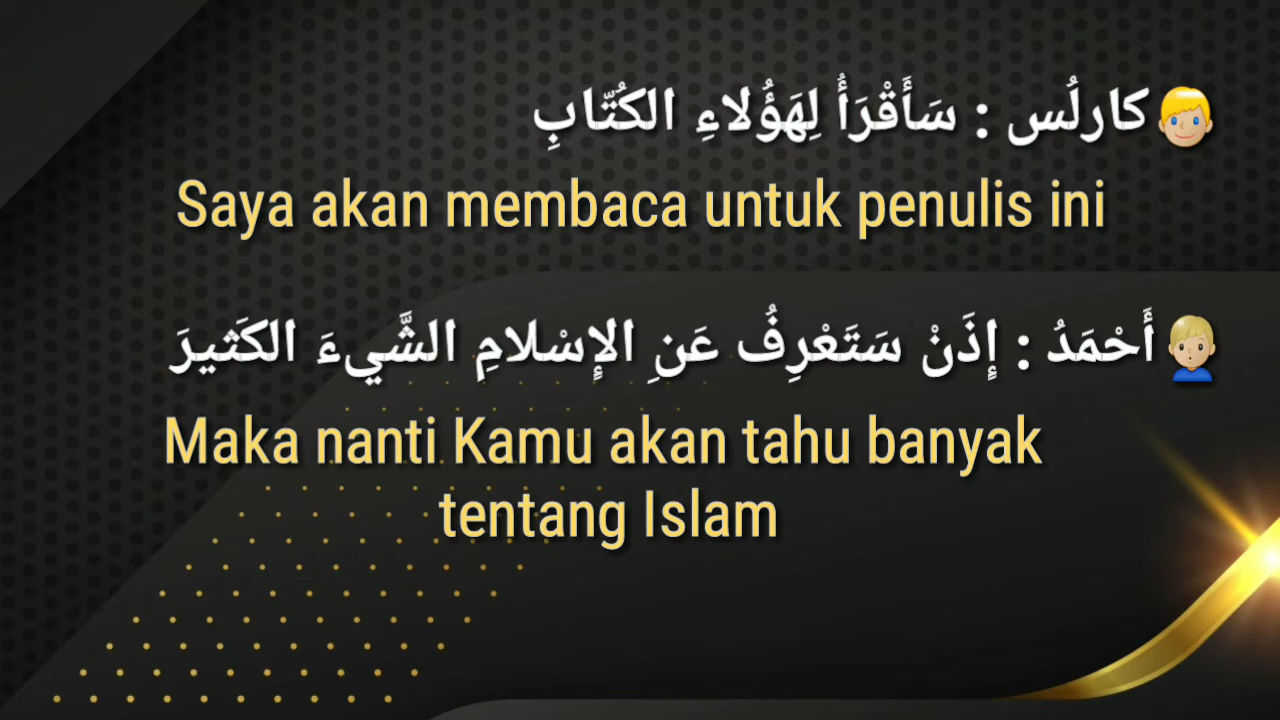 كارلُس : سَأَقْرَأُ لِهَؤُلاءِ الكُتّابِ
Saya akan membaca untuk penulis ini
أَحْمَدُ : إِذَنْ سَتَعْرِفُ عَنِ الإِسْلامِ الشَّيءَ الكَثيرَ
Maka nanti Kamu akan tahu banyak
tentang Islam